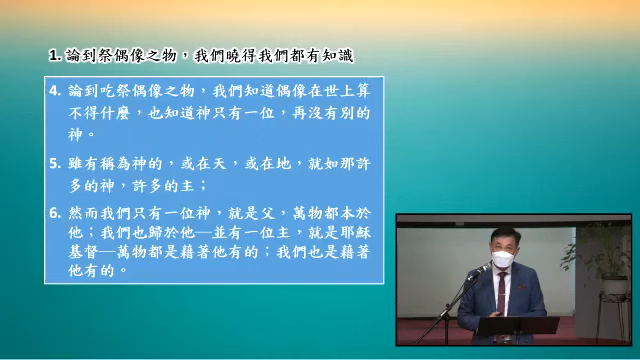 1. 論到祭偶像之物，我們曉得我們都有知識
4. 論到吃祭偶像之物，我們知道偶像在世上算
不得什麼，也知道神只有一位，再沒有別的
神。
5. 雖有稱為神的，或在天，或在地，就如那許
多的神，許多的主；
6. 然而我們只有一位神，就是父，萬物都本於
他；我們也歸於他─並有一位主，就是耶穌
基督─萬物都是藉著他有的；我們也是藉著
他有的。